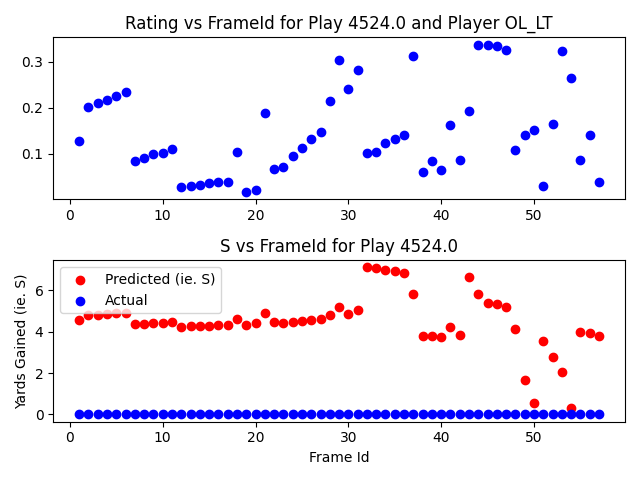 Rating vs FrameId for Play 4524.0 and Player OL_LT
0.3
0.2
0.1
0 10 20 30 40 50
S vs FrameId for Play 4524.0
Predicted (ie. S)
Actual
Yards Gained (ie. S)
6
4
2
0
0 10 20 30 40 50
Frame Id